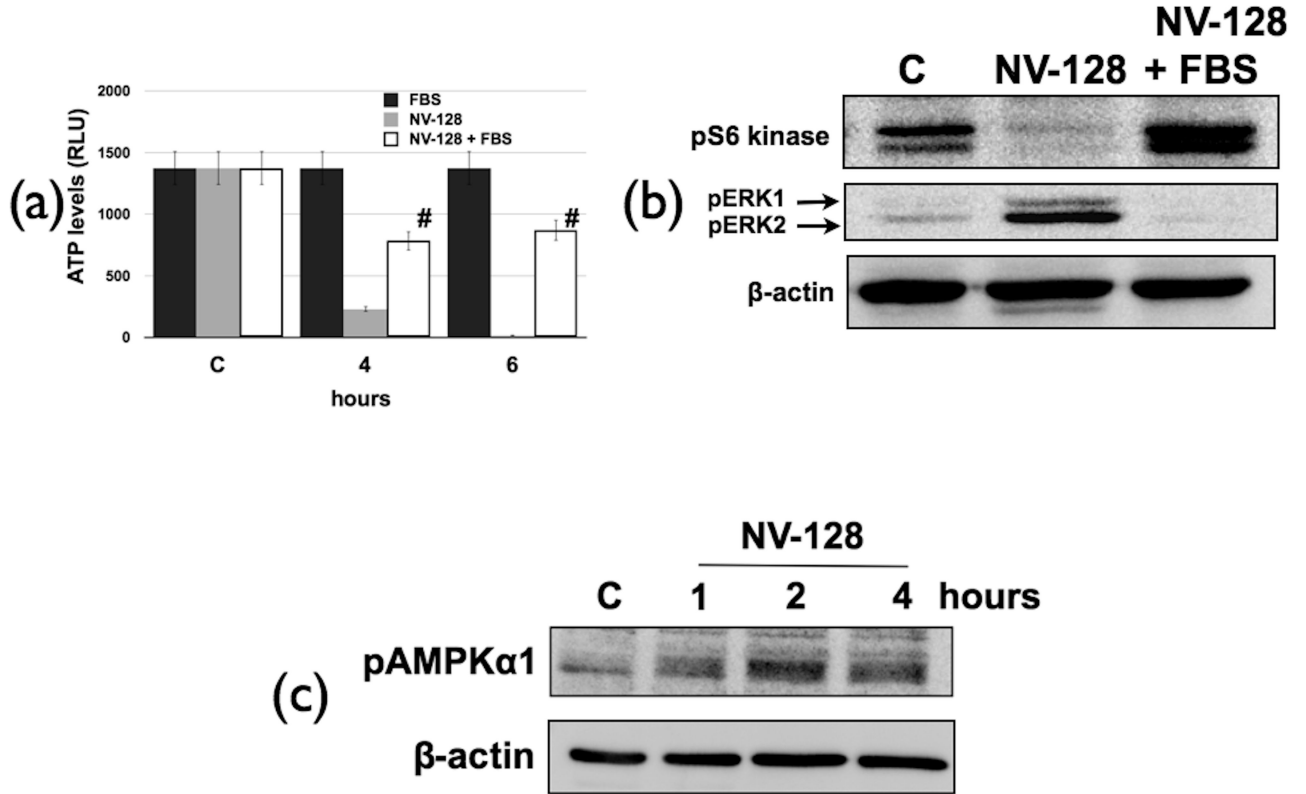 (a)
ATP levels (RLU)
2000
1500
1000
500
0
FBS
NV-128
NV-128 + FBS
#
#
C
4
6
hours
(b)
C
NV-128
NV-128
+ FBS
pS6 kinase
pERK1
pERK2
β-actin
(c)
NV-128
C 1 2 4 hours
pAMPKα1
β-actin